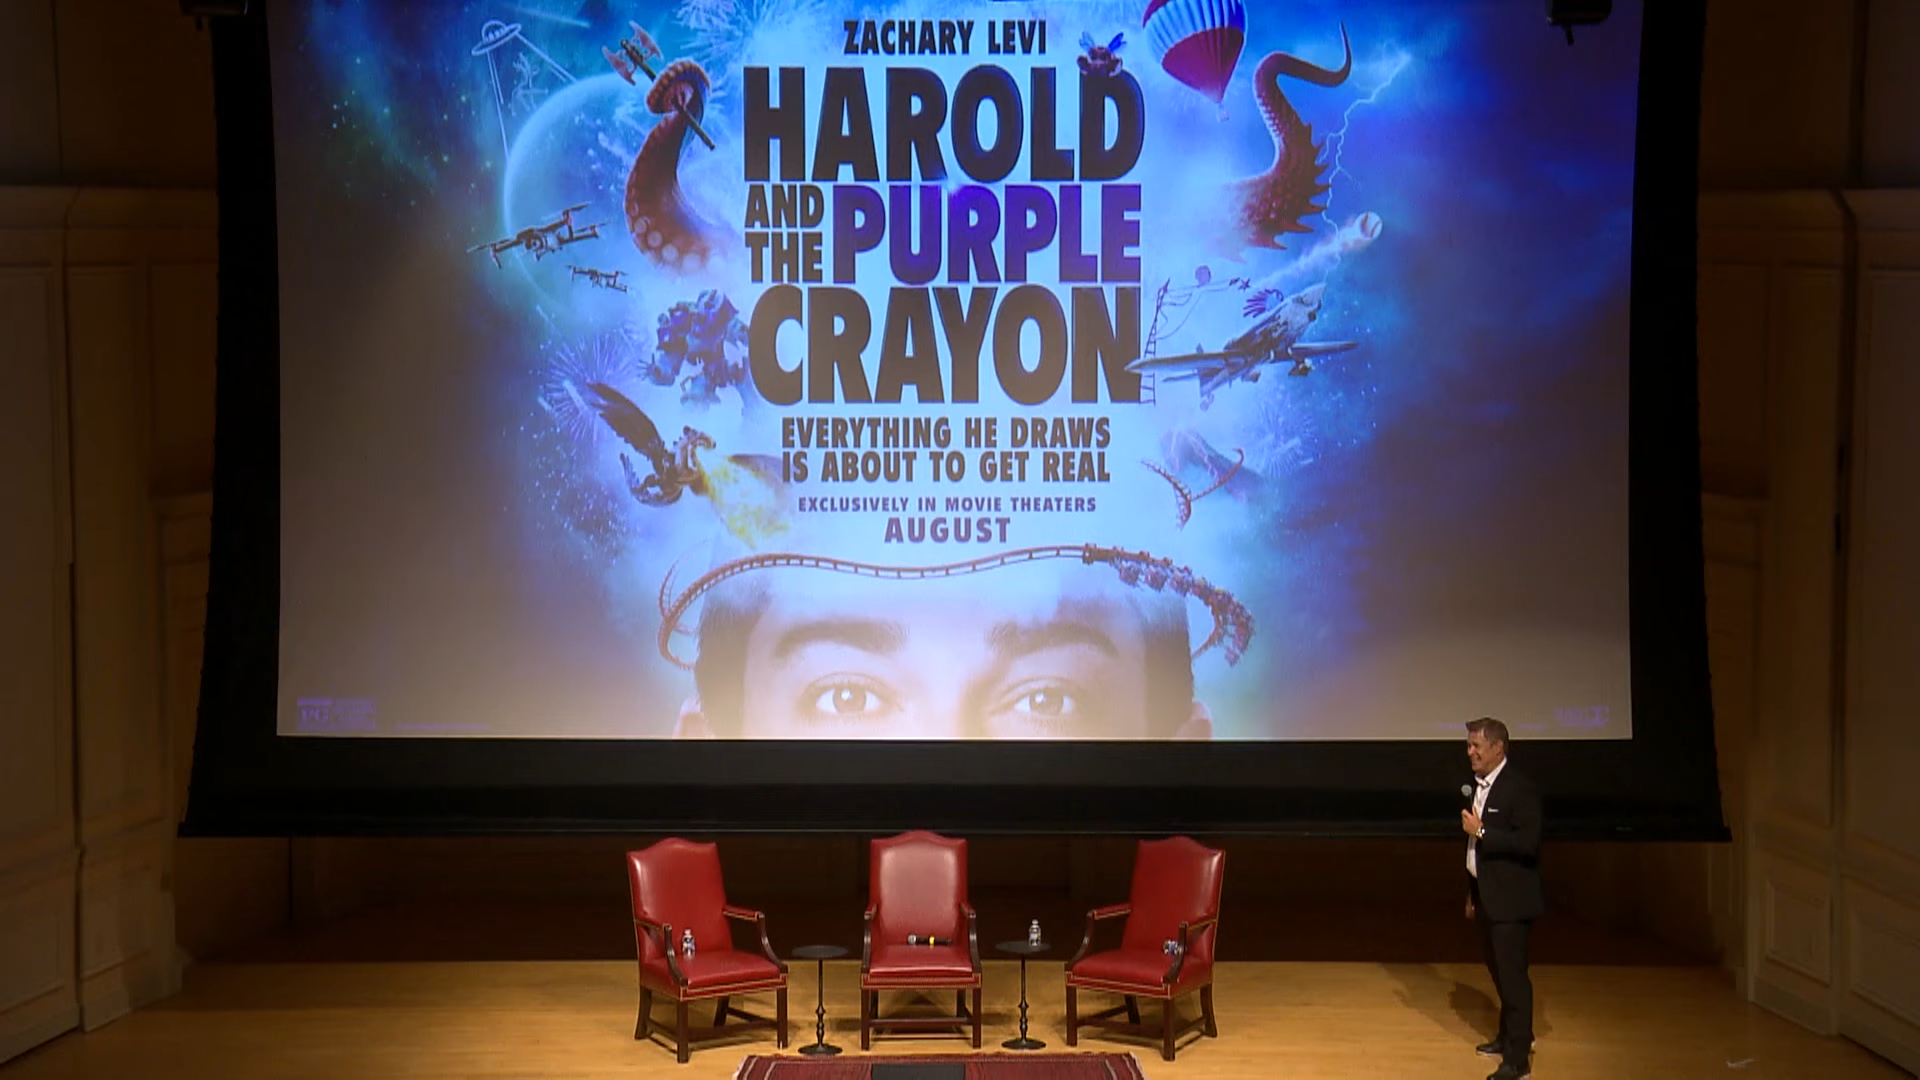 ZACHARY LEVI
HAROLD
AND THE PURPLE
CRAYON
EVERYTHING HE DRAWS
IS ABOUT TO GET REAL
EXCLUSIVELY IN MOVIE THEATERS
AUGUST
PG